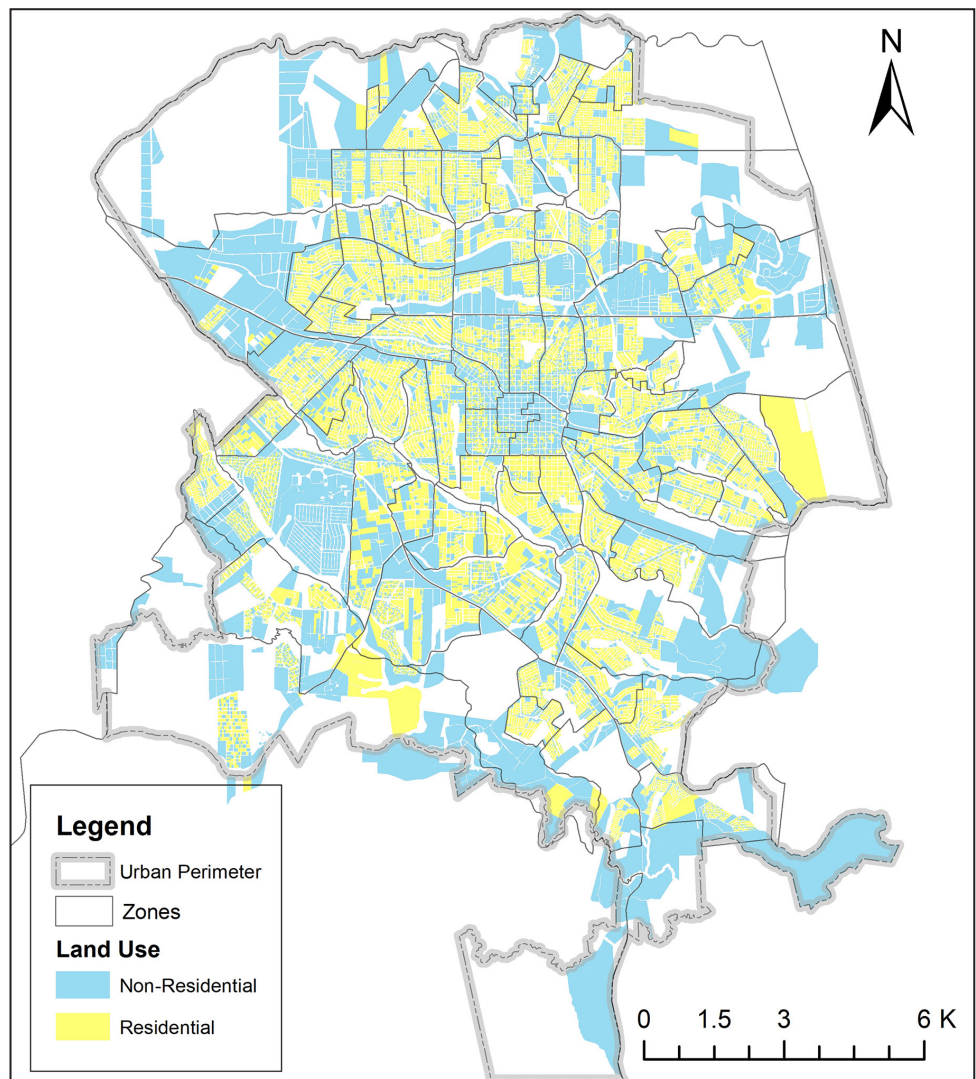 N
Legend
Urban Perimeter
Zones
Land Use
Non-Residential
Residential
0 1.5 3 6 K